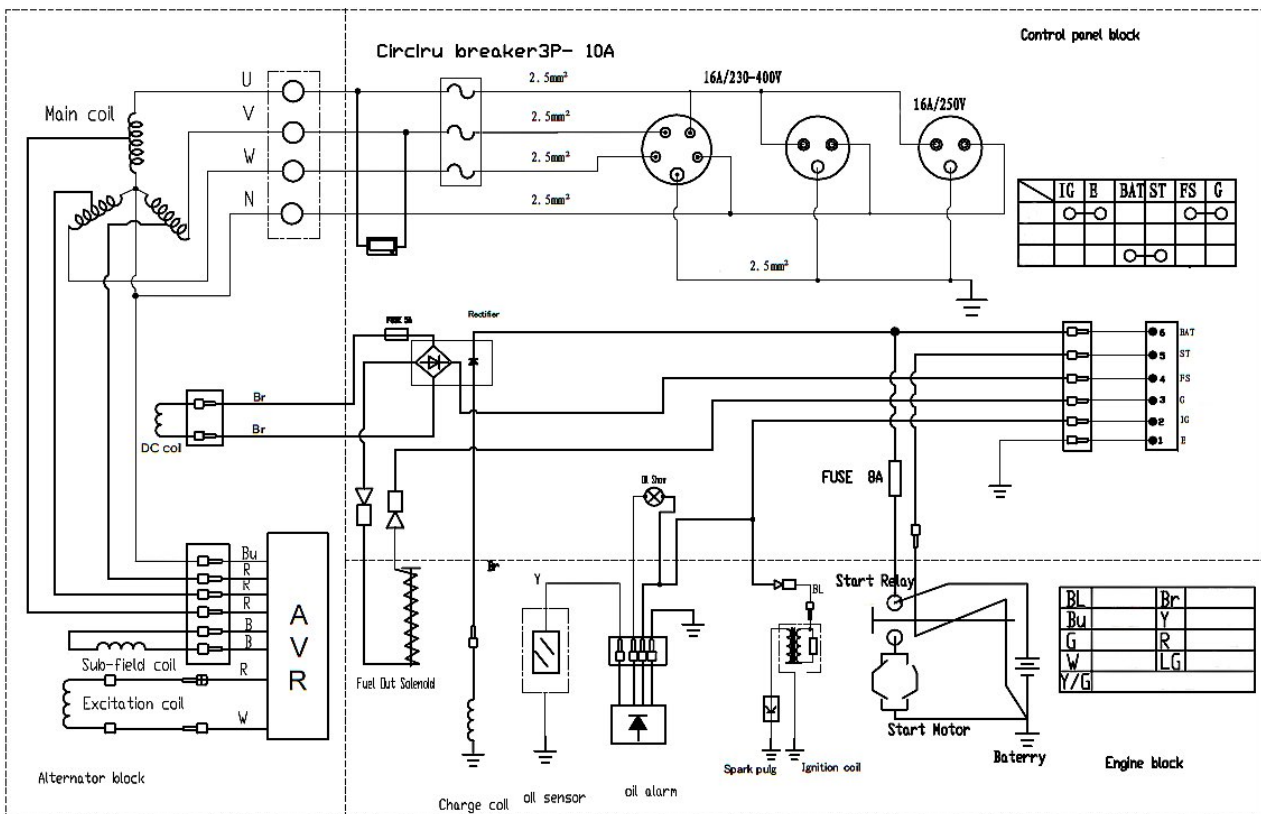 Control panel block
Circlru breaker3P- 10A
U
2.5mm²
16A/230-400V
Main coil
V
2.5mm²
16A/250V
W
2.5mm²
N
2.5mm²
IG E BAT ST FS G
2.5mm²
FUSE 5A
Rectifier
6 BAT
5 ST
4 FS
3 G
2 IG
1 E
Br
Br
DC coil
FUSE 8A
Oil Show
Bu
R
R
R
B
B
R
W
AVR
Sub-field coil
Excitation coil
Br
Y
BL
Start Relay
Fuel Out Solenoid
Start Motor
Baterry
BL Br
Bu Y
G R
W LG
Y/G
Spark pulg
Ignition coil
Engine block
Alternator block
Charge coil
oil sensor
oil alarm